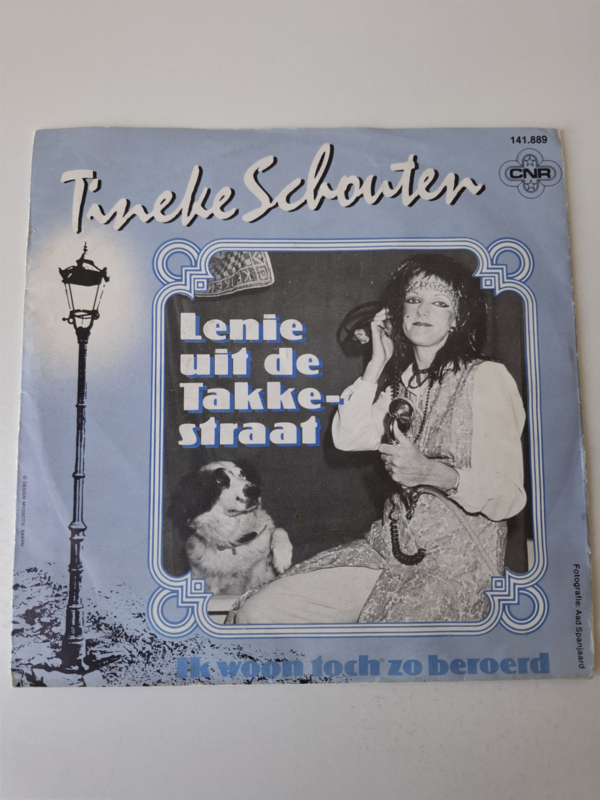 141.889
CNR
Tineke Schouten
Lenie
uit de
Takke-
straat
Fotografie: Aad Spanjaard
Ik woon toch zo beroerd